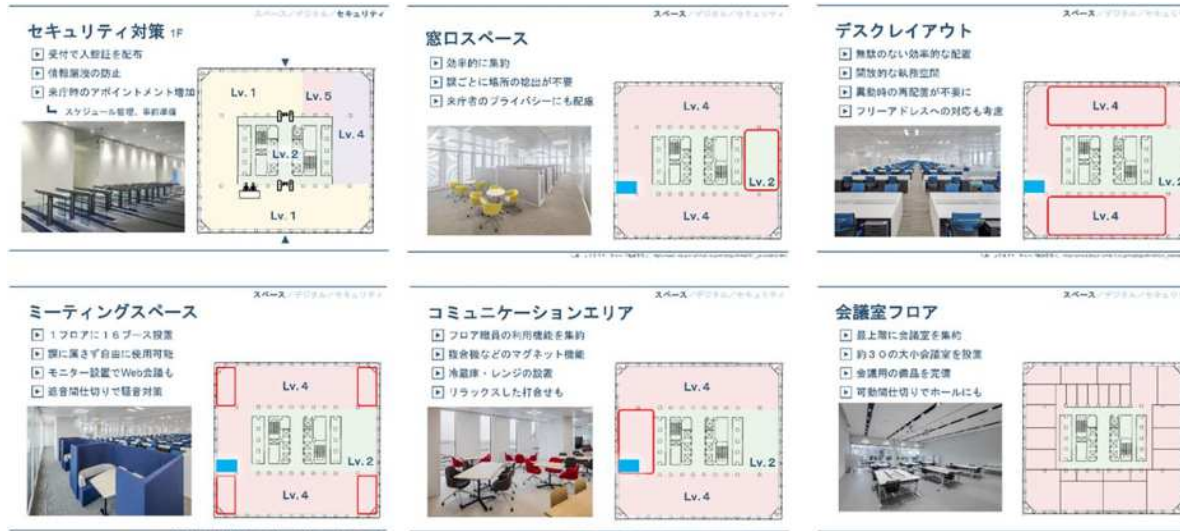 スペース／デジタル／セキュリティ
セキュリティ対策 1F
受付で入館証を配布
情報漏洩の防止
来庁時のアポイントメント増加
スケジュール管理、事前準備
Lv. 1
Lv. 5
Lv. 4
Lv. 2
Lv. 1
スペース／デジタル／セキュリティ
窓口スペース
効率的に集約
課ごとに場所の捻出が不要
来庁者のプライバシーにも配慮
Lv. 4
Lv. 2
Lv. 4
スペース／デジタル／セキュリ
デスクレイアウト
無駄のない効率的な配置
開放的な執務空間
異動時の再配置が不要に
フリーアドレスへの対応も考慮
Lv. 4
Lv. 2
Lv. 4
スペース／デジタル／セキュリティ
ミーティングスペース
1フロアに16ブース設置
課に属さず自由に使用可能
モニター設置でWeb会議も
遮音間仕切りで騒音対策
Lv. 4
Lv. 2
Lv. 4
スペース／デジタル／セキュリティ
コミュニケーションエリア
フロア職員の利用機能を集約
複合機などのマグネット機能
冷蔵庫・レンジの設置
リラックスした打合せも
Lv. 4
Lv. 2
Lv. 4
スペース／デジタル／セキュリ
会議室フロア
最上階に会議室を集約
約30の大小会議室を設置
会議用の備品を完備
可動間仕切りでホールにも